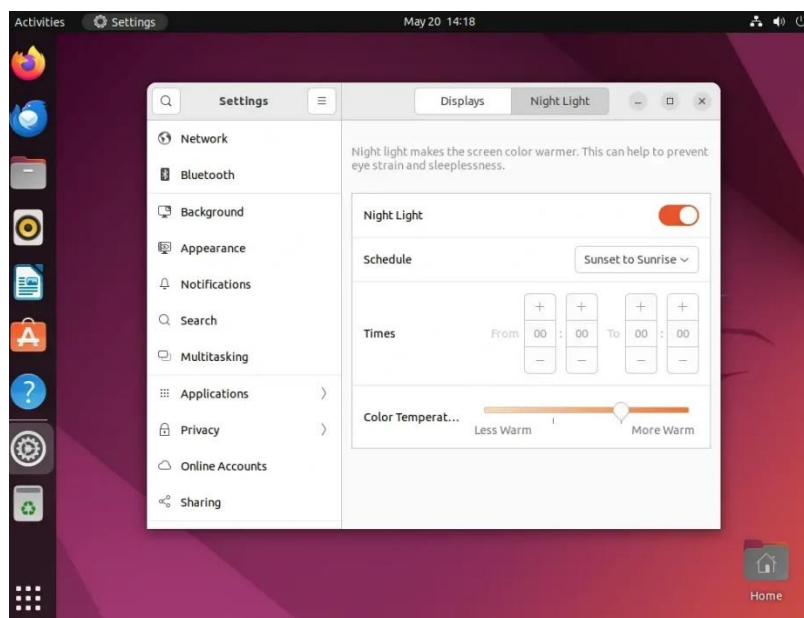 Activities Settings May 20 14:18
Settings Displays Night Light
Network
Bluetooth
Background
Appearance
Notifications
Search
Multitasking
Applications
Privacy
Online Accounts
Sharing
Night light makes the screen color warmer. This can help to prevent
eye strain and sleeplessness.
Night Light
Schedule Sunset to Sunrise
Times From 00 : 00 To 00 : 00
Color Temperat...
Less Warm More Warm
Home